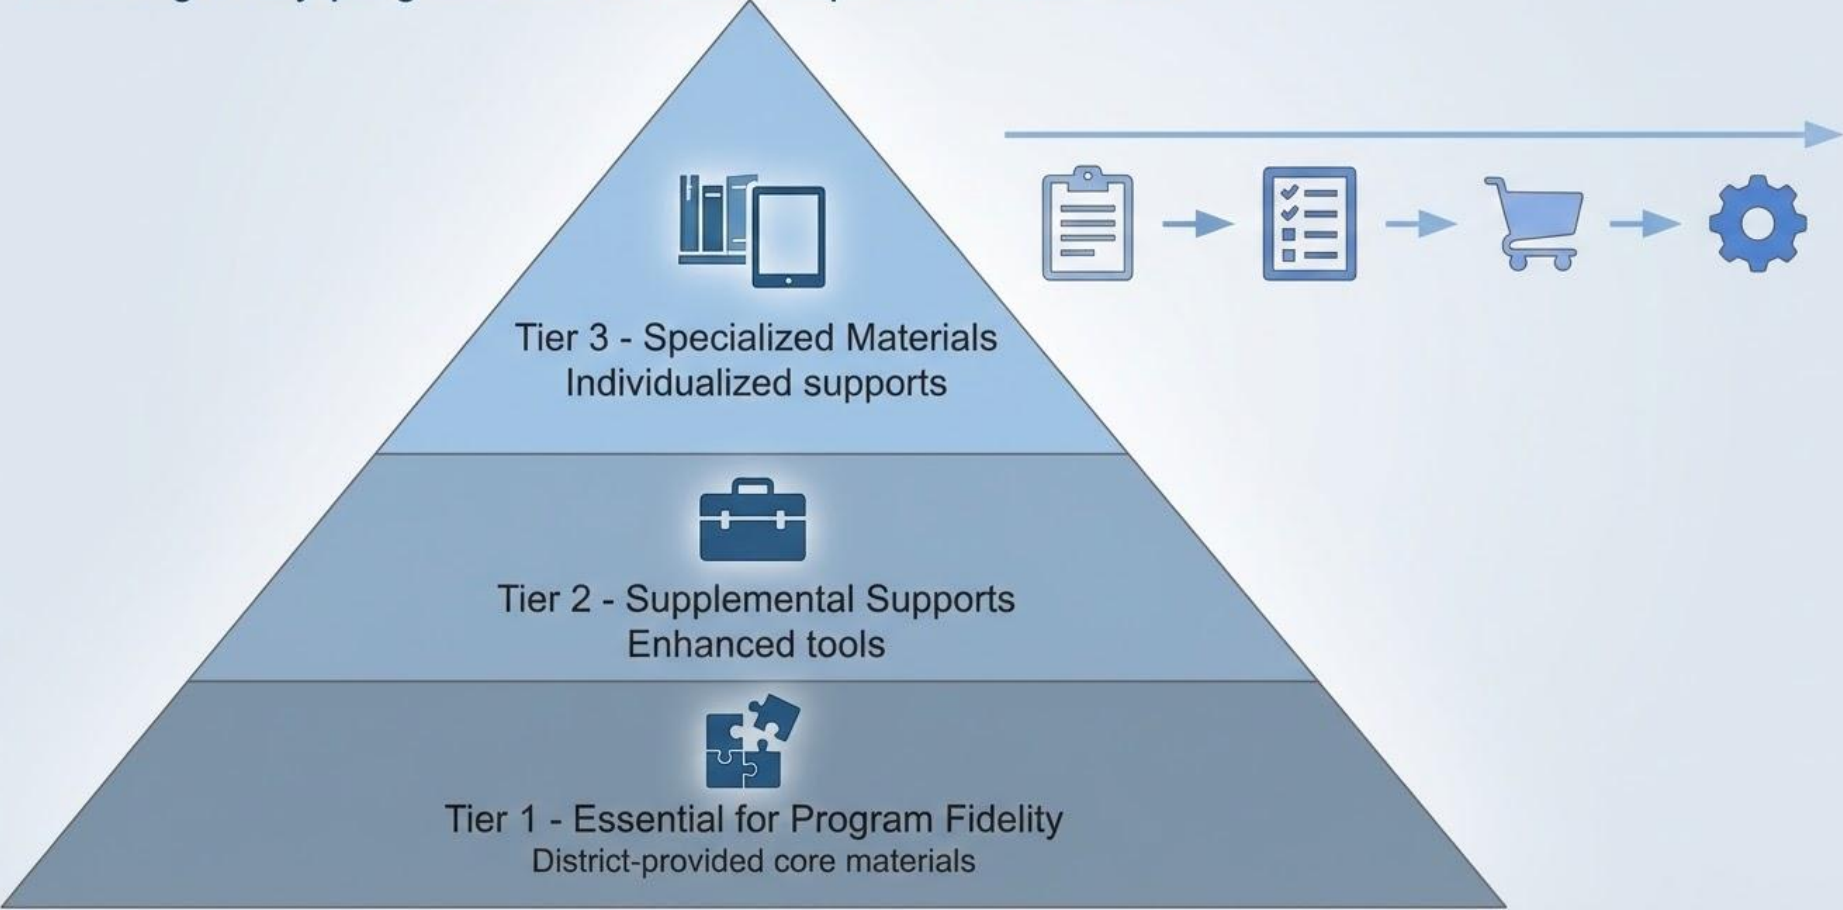 Tier 3 - Specialized Materials
Individualized supports
Tier 2 - Supplemental Supports
Enhanced tools
Tier 1 - Essential for Program Fidelity
District-provided core materials